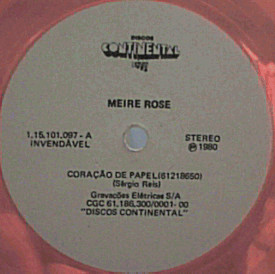 DISCOS
CONTINENTAL
MEIRE ROSE
1.15.101.097-A
INVENDÁVEL
STEREO
℗ 1980
CORAÇÃO DE PAPEL(61218650)
(Sérgio Reis)
Gravações Elétricas S/A
CGC 61.186.300/0001-00
"DISCOS CONTINENTAL"